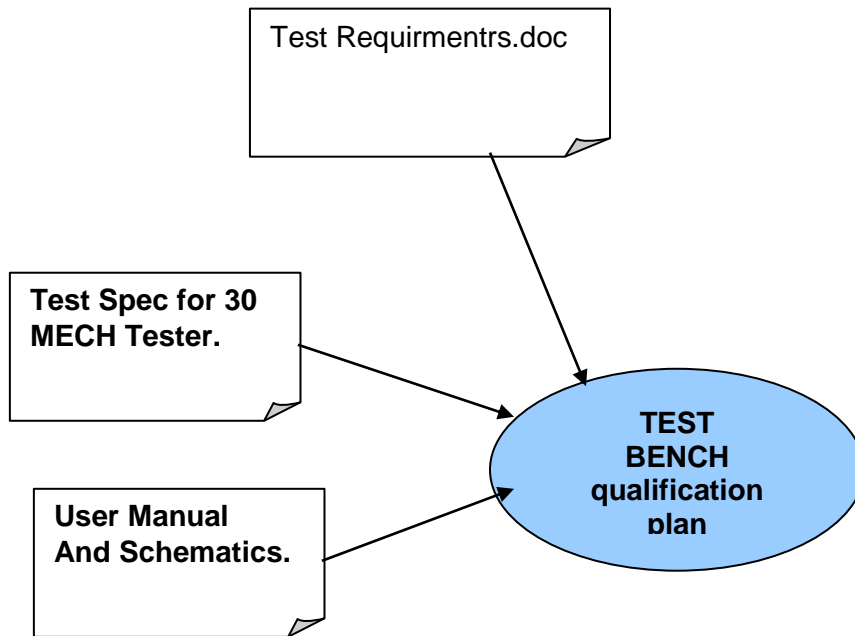 Test Requirmentrs.doc
Test Spec for 30
MECH Tester.
User Manual
And Schematics.
TEST
BENCH
qualification
plan